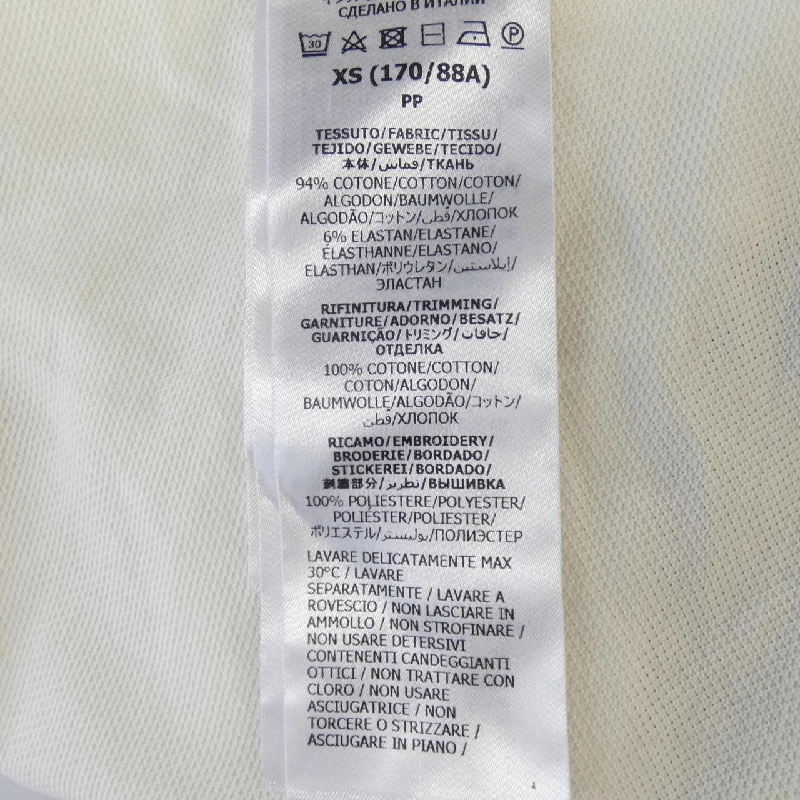 СДЕЛАНО В ИТАЛИИ
30 P
XS (170/88A)
PP
TESSUTO/FABRIC/TISSU/
TEJIDO/GEWEBE/TECIDO/
本体/قماش/ТКАНЬ
94% COTONE/COTTON/COTON/
ALGODON/BAUMWOLLE/
ALGODÃO/コットン/قطن/ХЛОПОК
6% ELASTAN/ELASTANE/
ÉLASTHANNE/ELASTANO/
ELASTHAN/ポリウレタン/إيلاستين/
ЭЛАСТАН
RIFINITURA/TRIMMING/
GARNITURE/ADORNO/BESATZ/
GUARNIÇÃO/トリミング/حافات/
ОТДЕЛКА
100% COTONE/COTTON/
COTON/ALGODON/
BAUMWOLLE/ALGODÃO/コットン/
قطن/ХЛОПОК
RICAMO/EMBROIDERY/
BRODERIE/BORDADO/
STICKEREI/BORDADO/
刺繍部分/تطريز/ВЫШИВКА
100% POLIESTERE/POLYESTER/
POLIÉSTER/POLIESTER/
ポリエステル/بوليستر/ПОЛИЭСТЕР
LAVARE DELICATAMENTE MAX
30°C / LAVARE
SEPARATAMENTE / LAVARE A
ROVESCIO / NON LASCIARE IN
AMMOLLO / NON STROFINARE /
NON USARE DETERSIVI
CONTENENTI CANDEGGIANTI
OTTICI / NON TRATTARE CON
CLORO / NON USARE
ASCIUGATRICE / NON
TORCERE O STRIZZARE /
ASCIUGARE IN PIANO /